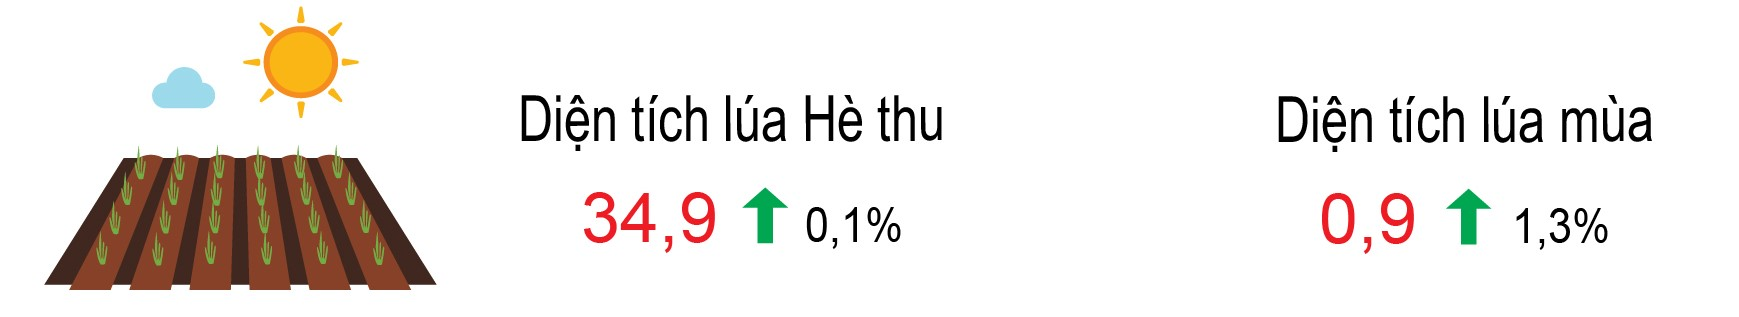 Diện tích lúa Hè thu
34,9 0,1%
Diện tích lúa mùa
0,9 1,3%